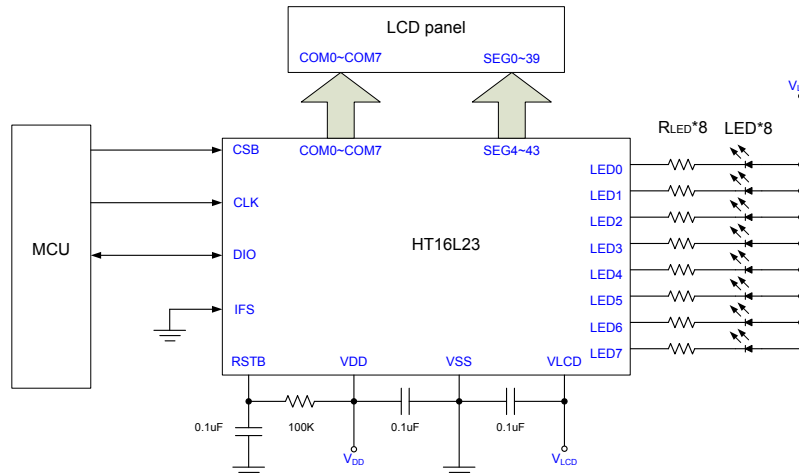 LCD panel
COM0~COM7 SEG0~39
RLED*8 LED*8
CSB COM0~COM7 SEG4~43
LED0
LED1
CLK
LED2
MCU HT16L23
DIO LED3
LED4
LED5
IFS
LED6
LED7
RSTB VDD VSS VLCD
0.1uF 100K 0.1uF 0.1uF
VDD VLCD